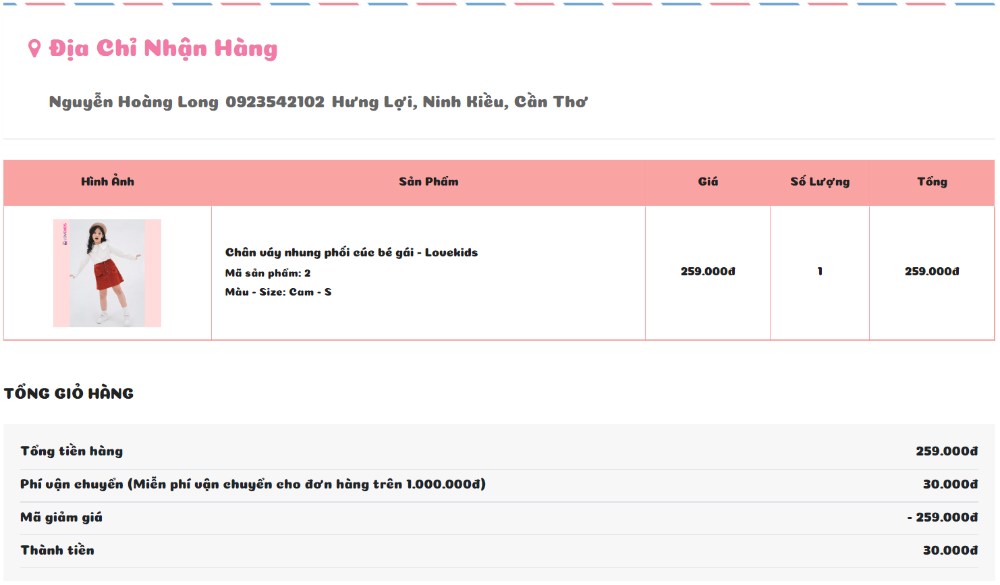 Địa Chỉ Nhận Hàng
Nguyễn Hoàng Long 0923542102 Hưng Lợi, Ninh Kiều, Cần Thơ
Hình Ảnh Sản Phẩm Giá Số Lượng Tổng
LOVEKIDS
Chân váy nhung phối cúc bé gái - Lovekids
Mã sản phẩm: 2
Màu - Size: Cam - S
259.000đ 1 259.000đ
TỔNG GIỎ HÀNG
Tổng tiền hàng 259.000đ
Phí vận chuyển (Miễn phí vận chuyển cho đơn hàng trên 1.000.000đ) 30.000đ
Mã giảm giá - 259.000đ
Thành tiền 30.000đ